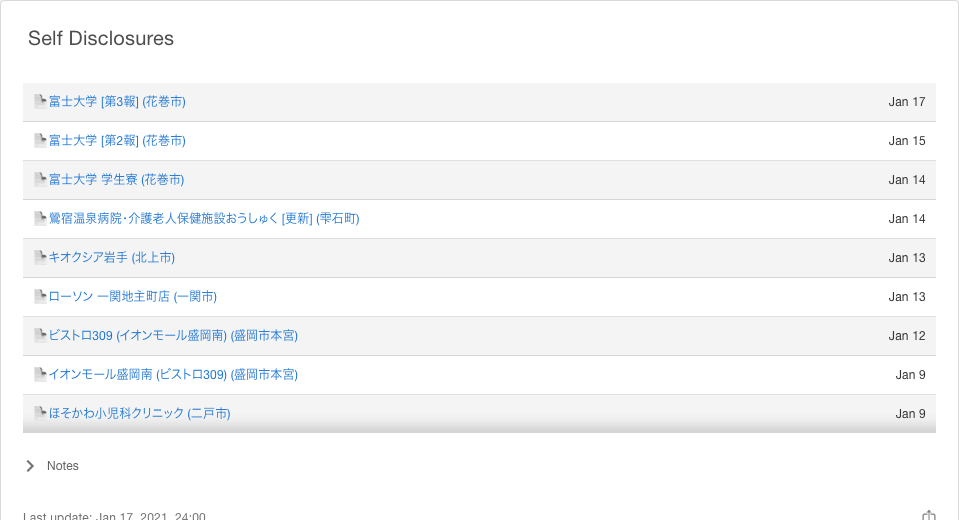 Self Disclosures
富士大学 [第3報] (花巻市) Jan 17
富士大学 [第2報] (花巻市) Jan 15
富士大学 学生寮 (花巻市) Jan 14
鶯宿温泉病院・介護老人保健施設おうしゅく [更新] (雫石町) Jan 14
キオクシア岩手 (北上市) Jan 13
ローソン 一関地主町店 (一関市) Jan 13
ビストロ309 (イオンモール盛岡南) (盛岡市本宮) Jan 12
イオンモール盛岡南 (ビストロ309) (盛岡市本宮) Jan 9
ほそかわ小児科クリニック (二戸市) Jan 9
Notes
Last update: Jan 17, 2021, 24:00